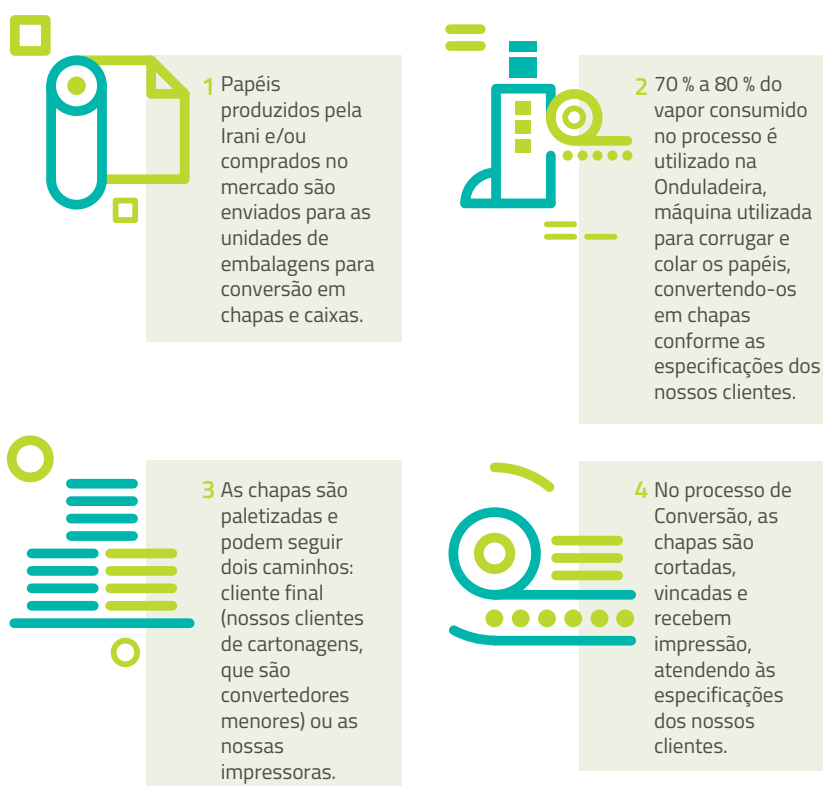 1 Papéis
produzidos pela
Irani e/ou
comprados no
mercado são
enviados para as
unidades de
embalagens para
conversão em
chapas e caixas.
2 70 % a 80 % do
vapor consumido
no processo é
utilizado na
Onduladeira,
máquina utilizada
para corrugar e
colar os papéis,
convertendo-os
em chapas
conforme as
especificações dos
nossos clientes.
3 As chapas são
paletizadas e
podem seguir
dois caminhos:
cliente final
(nossos clientes
de cartonagens,
que são
convertedores
menores) ou as
nossas
impressoras.
4 No processo de
Conversão, as
chapas são
cortadas,
vincadas e
recebem
impressão,
atendendo às
especificações
dos nossos
clientes.